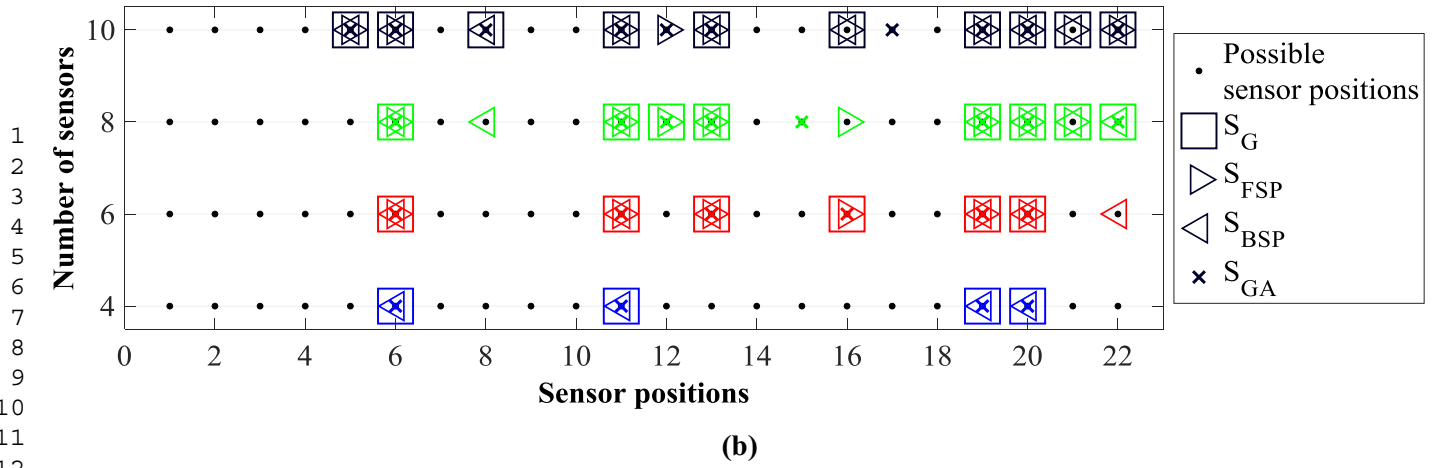 10
8
6
4
Number of sensors
0 2 4 6 8 10 12 14 16 18 20 22
Sensor positions
(b)
Possible
sensor positions
S_G
S_FSP
S_BSP
S_GA
1
2
3
4
5
6
7
8
9
10
11
12